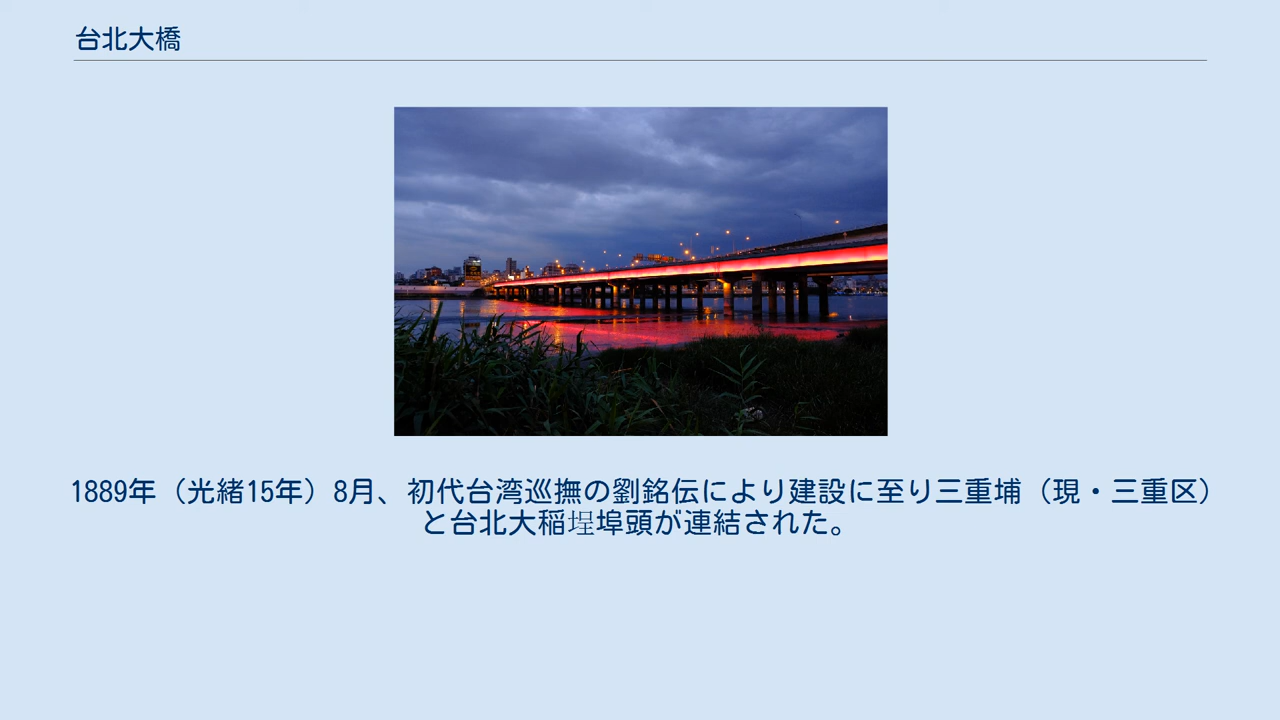 台北大橋
1889年（光緒15年）8月、初代台湾巡撫の劉銘伝により建設に至り三重埔（現・三重区）
と台北大稲埕埠頭が連結された。